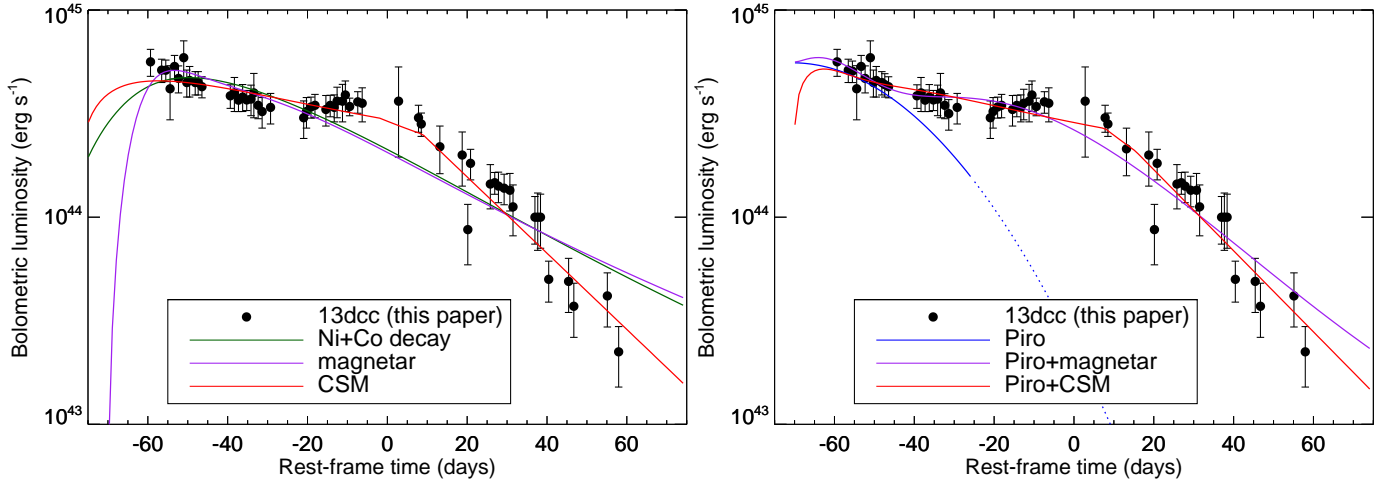 10^45
10^44
10^43
Bolometric luminosity (erg s^-1)
13dcc (this paper)
Ni+Co decay
magnetar
CSM
-60 -40 -20 0 20 40 60
Rest-frame time (days)
10^45
10^44
10^43
Bolometric luminosity (erg s^-1)
13dcc (this paper)
Piro
Piro+magnetar
Piro+CSM
-60 -40 -20 0 20 40 60
Rest-frame time (days)